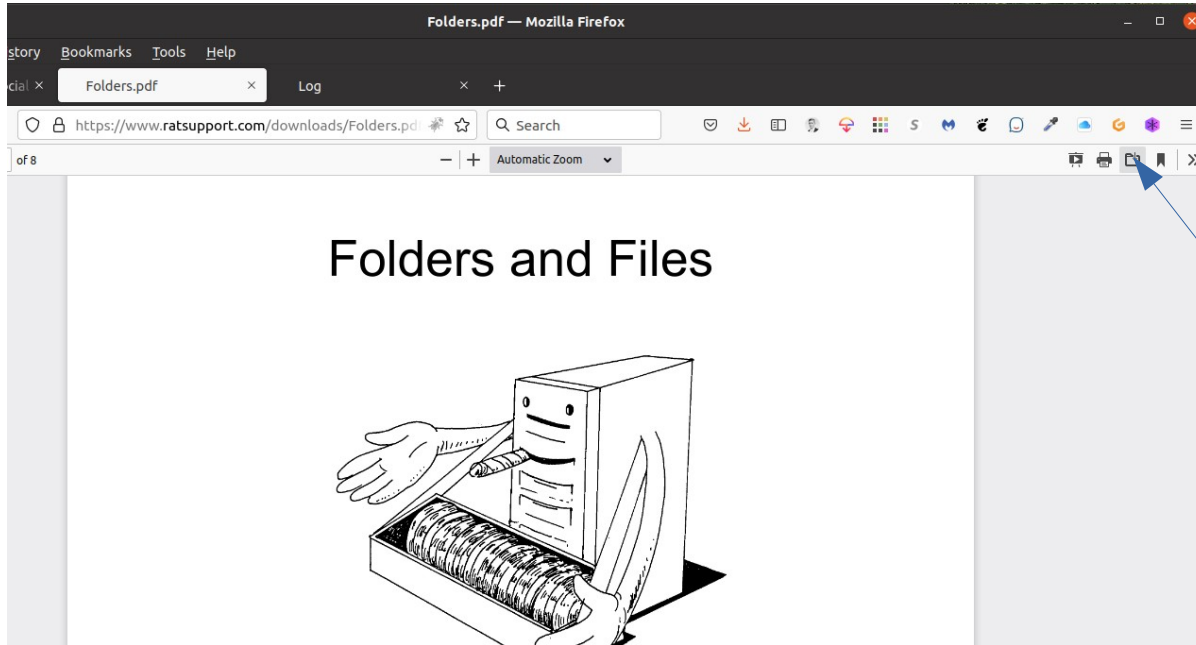 Folders.pdf — Mozilla Firefox
story Bookmarks Tools Help
cial Folders.pdf Log
https://www.ratsupport.com/downloads/Folders.pd Search
of 8 Automatic Zoom
Folders and Files